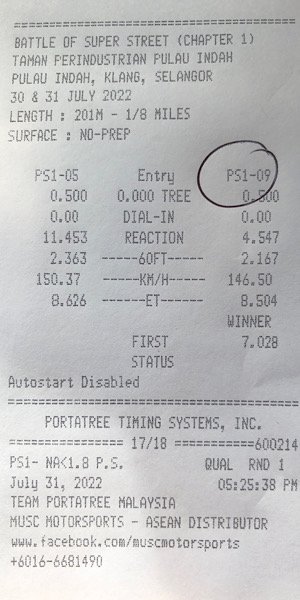 BATTLE OF SUPER STREET (CHAPTER 1)
TAMAN PERINDUSTRIAN PULAU INDAH
PULAU INDAH, KLANG, SELANGOR
30 & 31 JULY 2022
LENGTH : 201M - 1/8 MILES
SURFACE : NO-PREP
PS1-05 Entry PS1-09
0.500 0.000 TREE 0.500
0.00 DIAL-IN 0.00
11.453 REACTION 4.547
2.363 -----60FT----- 2.167
150.37 -----KM/H----- 146.50
8.626 ------ET------ 8.504
WINNER
FIRST 7.028
STATUS
Autostart Disabled
PORTATREE TIMING SYSTEMS, INC.
================ 17/18 ===========600214
PS1- NA<1.8 P.S. QUAL RND 1
July 31, 2022 05:25:38 PM
TEAM PORTATREE MALAYSIA
MUSC MOTORSPORTS - ASEAN DISTRIBUTOR
www.facebook.com/muscmotorsports
+6016-6681490